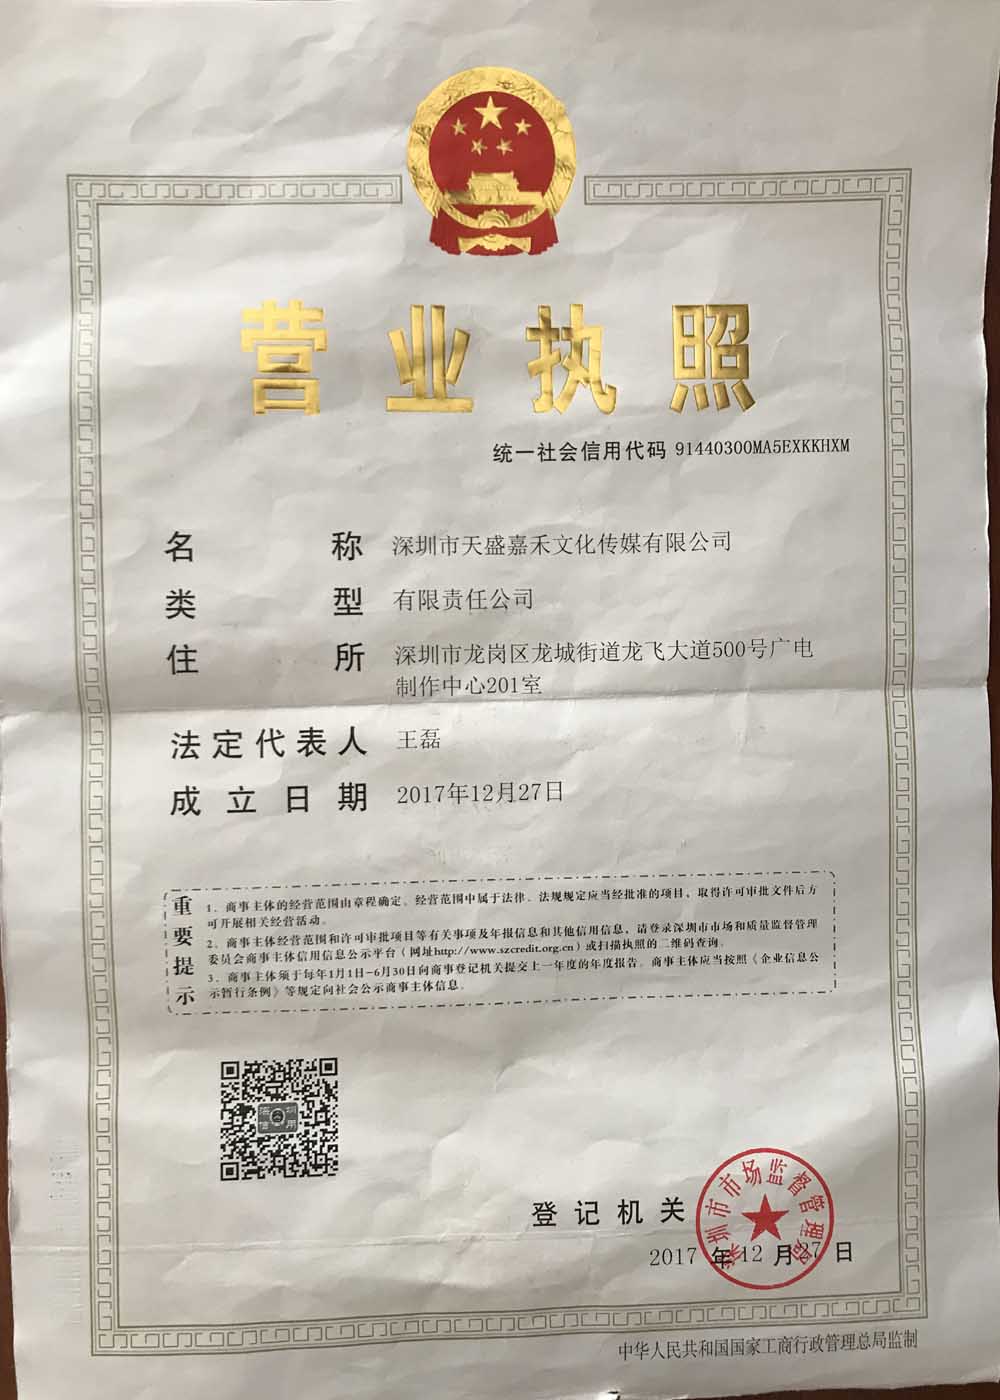 营业执照
统一社会信用代码 91440300MA5EXKKHXM
名称 深圳市天盛嘉禾文化传媒有限公司
类型 有限责任公司
住所 深圳市龙岗区龙城街道龙飞大道500号广电
制作中心201室
法定代表人 王磊
成立日期 2017年12月27日
重要提示
1、商事主体的经营范围由章程确定。经营范围中属于法律、法规规定应当经批准的项目，取得许可审批文件后方
可开展相关经营活动。
2、商事主体经营范围和许可审批项目等有关事项及年报信息和其他信用信息，请登录深圳市市场和质量监督管理
委员会商事主体信用信息公示平台（网址http://www.szcredit.org.cn）或扫描执照的二维码查询。
3、商事主体须于每年1月1日-6月30日向商事登记机关提交上一年度的年度报告。商事主体应当按照《企业信息公
示暂行条例》等规定向社会公示商事主体信息。
深圳
信用
登记机关
深圳市市场监督管理局
2017 年 12 月 27 日
中华人民共和国国家工商行政管理总局监制